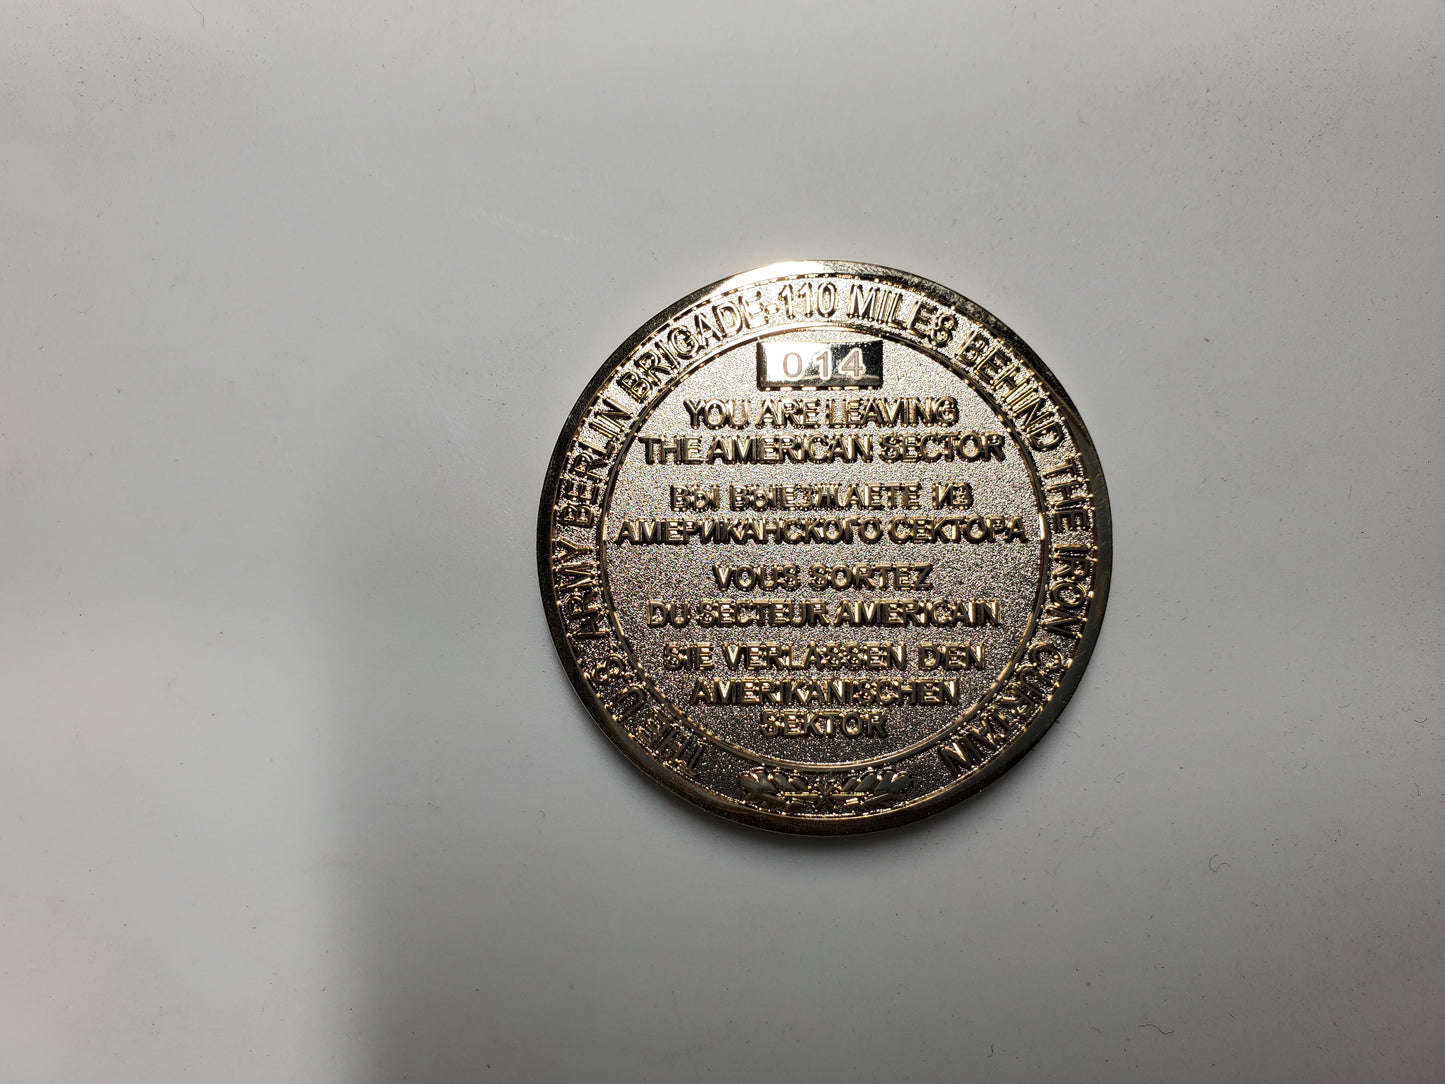 THE U.S. ARMY BERLIN BRIGADE 110 MILES BEHIND THE IRON CURTAIN
014
YOU ARE LEAVING
THE AMERICAN SECTOR
ВЫ ВЫЕЗЖАЕТЕ ИЗ
АМЕРИКАНСКОГО СЕКТОРА
VOUS SORTEZ
DU SECTEUR AMERICAIN
SIE VERLASSEN DEN
AMERIKANISCHEN
SEKTOR